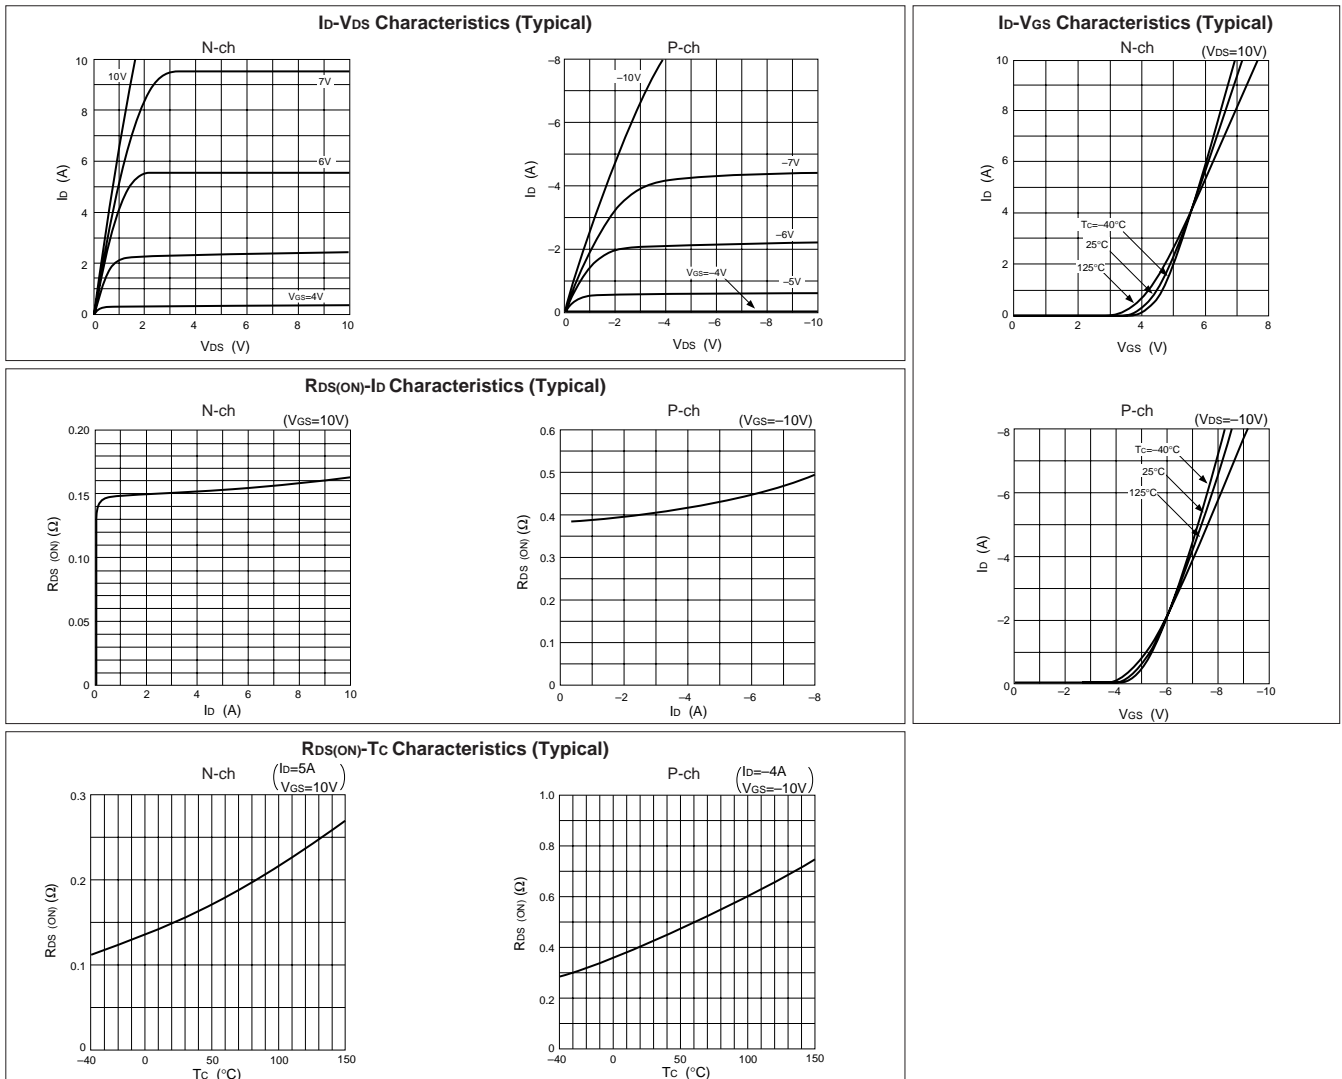 ID-VDS Characteristics (Typical)
N-ch
10
8
6
4
2
0
0
2
4
6
8
10
ID (A)
VDS (V)
10V
7V
6V
VGS=4V
P-ch
–8
–6
–4
–2
0
0
–2
–4
–6
–8
–10
ID (A)
VDS (V)
–10V
–7V
–6V
VGS=–4V
–5V
ID-VGS Characteristics (Typical)
N-ch
(VDS=10V)
10
8
6
4
2
0
0
2
4
6
8
ID (A)
VGS (V)
TC=–40°C
25°C
125°C
P-ch
(VDS=–10V)
–8
–6
–4
–2
0
0
–2
–4
–6
–8
–10
ID (A)
VGS (V)
TC=–40°C
25°C
125°C
RDS(ON)-ID Characteristics (Typical)
N-ch
(VGS=10V)
0.20
0.15
0.10
0.05
0
0
2
4
6
8
10
RDS (ON) (Ω)
ID (A)
P-ch
(VGS=–10V)
0.6
0.5
0.4
0.3
0.2
0.1
0
0
–2
–4
–6
–8
RDS (ON) (Ω)
ID (A)
RDS(ON)-TC Characteristics (Typical)
N-ch
(ID=5A
VGS=10V)
0.3
0.2
0.1
0
–40
0
50
100
150
RDS (ON) (Ω)
TC (°C)
P-ch
(ID=–4A
VGS=–10V)
1.0
0.8
0.6
0.4
0.2
0
–40
0
50
100
150
RDS (ON) (Ω)
TC (°C)